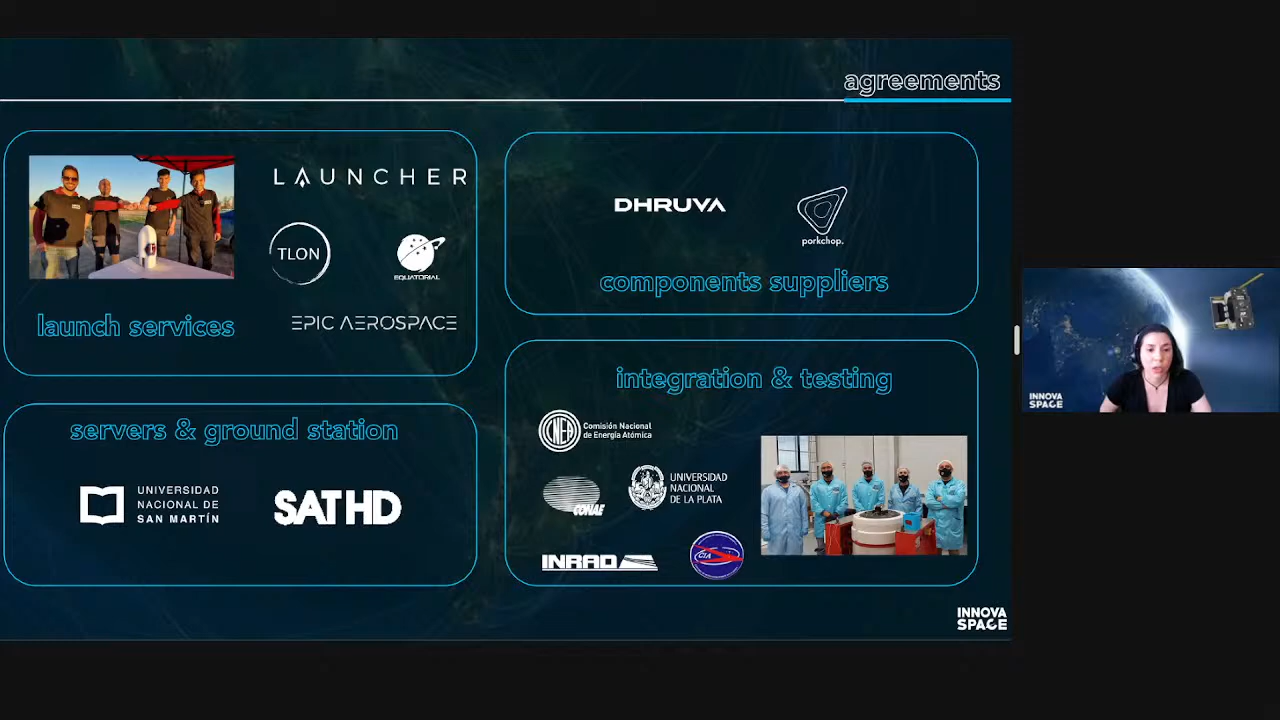 agreements
LAUNCHER
TLON
EQUATORIAL
EPIC AEROSPACE
launch services
DHRUVA
porkchop.
components suppliers
servers & ground station
UNIVERSIDAD
NACIONAL DE
SAN MARTÍN
SATHD
integration & testing
CNEA
Comisión Nacional
de Energía Atómica
CONAE
UNIVERSIDAD
NACIONAL
DE LA PLATA
INRAD
CIA
INNOVA
SPACE
INNOVA
SPACE